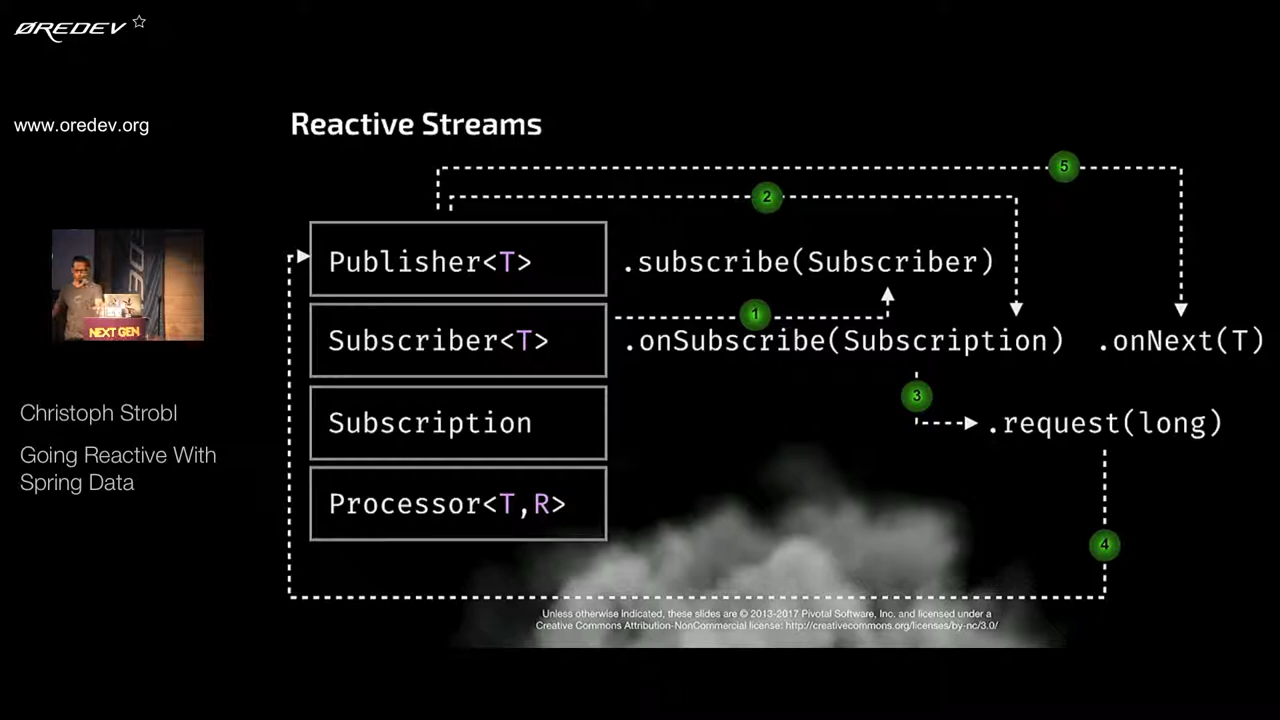 ØREDEV
www.oredev.org
Reactive Streams
5
2
Publisher<T>
.subscribe(Subscriber)
1
Subscriber<T>
.onSubscribe(Subscription)
.onNext(T)
3
Subscription
.request(long)
Processor<T,R>
4
NEXT GEN
Christoph Strobl
Going Reactive With
Spring Data
Unless otherwise indicated, these slides are © 2013-2017 Pivotal Software, Inc. and licensed under a
Creative Commons Attribution-NonCommercial license: http://creativecommons.org/licenses/by-nc/3.0/